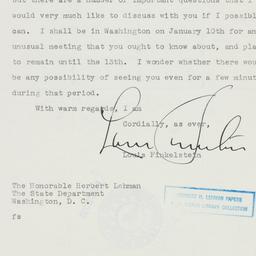 but there are a number of important questions that I
would very much like to discuss with you if I possibl
can. I shall be in Washington on January 10th for an
unusual meeting that you ought to know about, and pla
to remain until the 13th. I wonder whether there wou
be any possibility of seeing you even for a few minut
during that period.
With warm regards, I am
Cordially, as ever,
Louis Finkelstein
The Honorable Herbert Lehman
The State Department
Washington, D. C.
fs
HERBERT H. LEHMAN PAPERS
LIBRARY COLLECTION